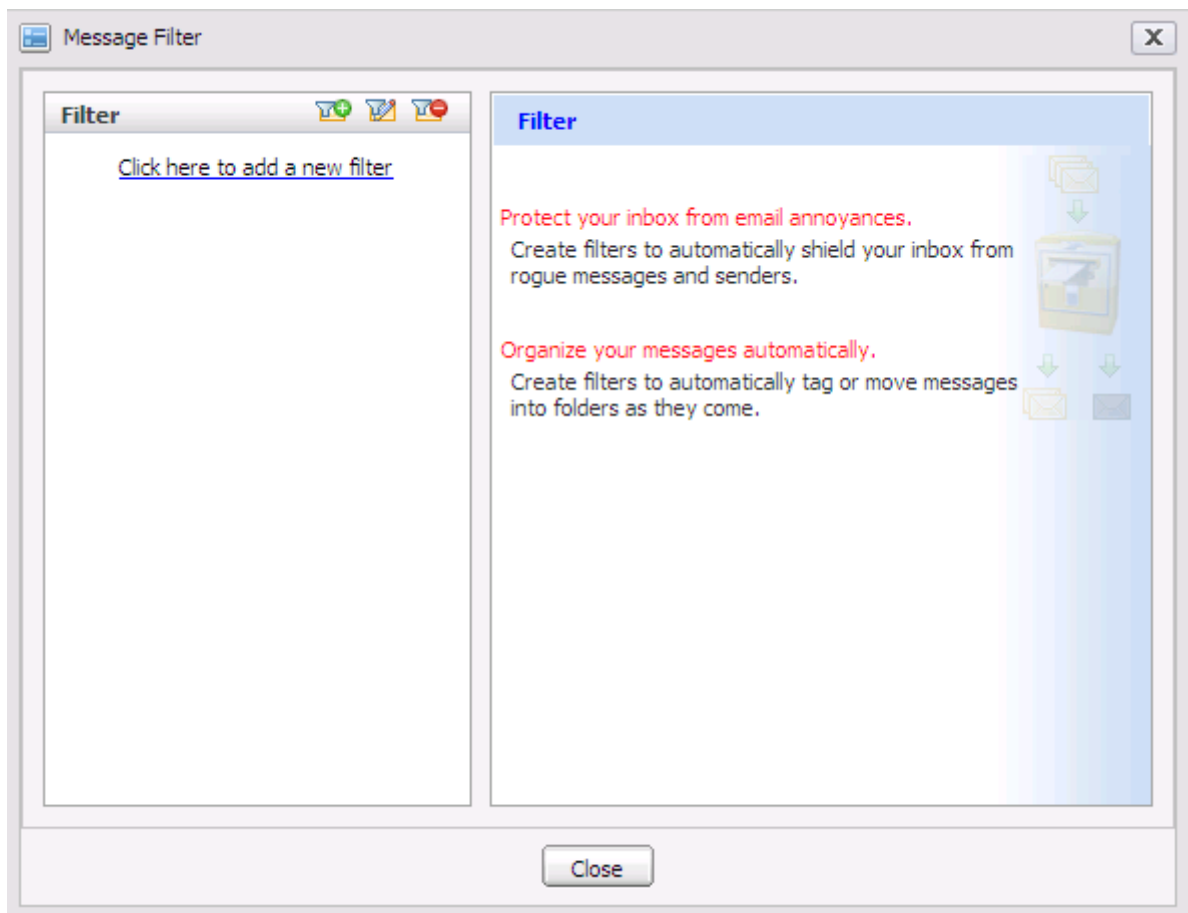 Message Filter
Filter
Click here to add a new filter
Filter
Protect your inbox from email annoyances.
Create filters to automatically shield your inbox from
rogue messages and senders.
Organize your messages automatically.
Create filters to automatically tag or move messages
into folders as they come.
Close